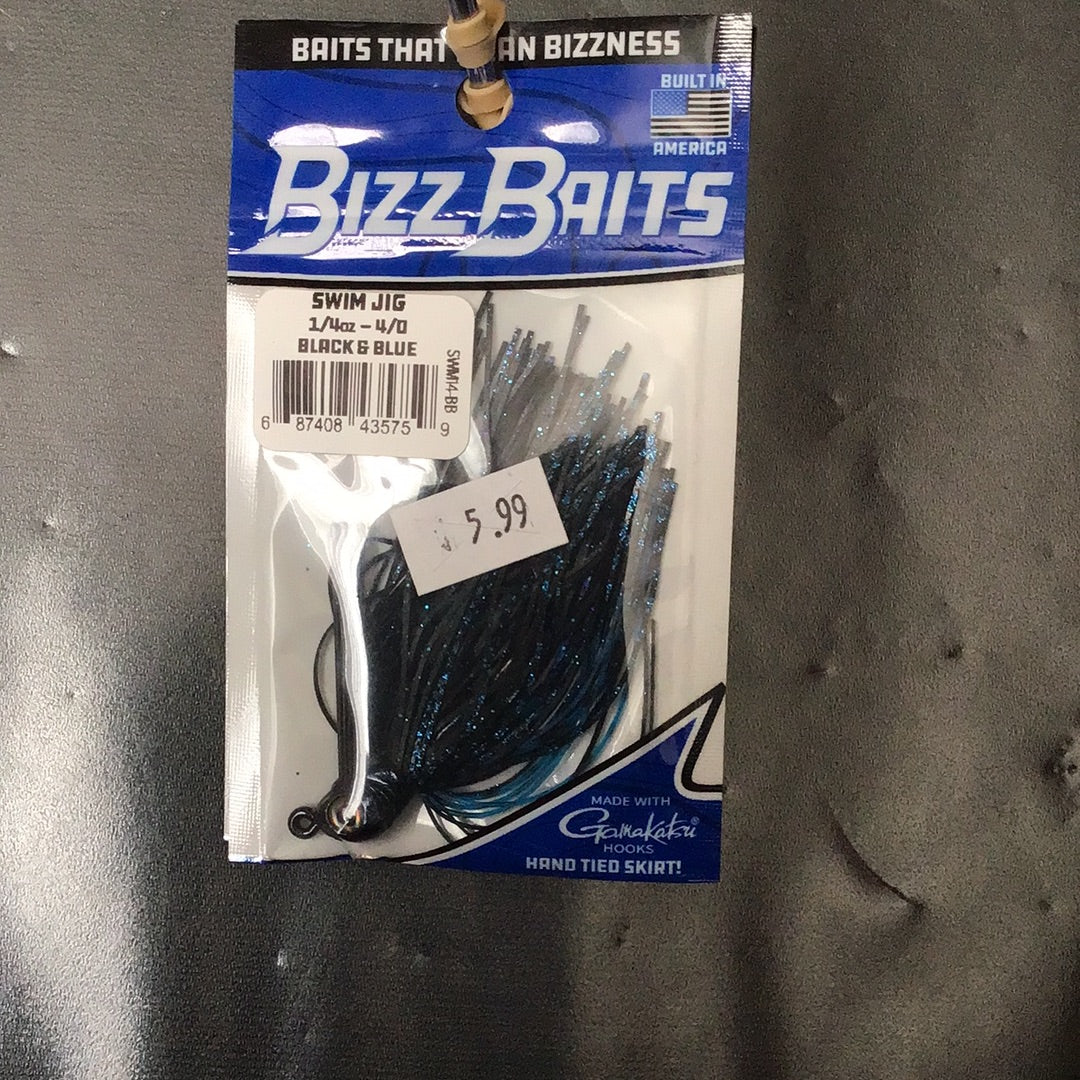 BAITS THAT AN BIZZNESS
BUILT IN
AMERICA
BIZZ BAITS
SWIM JIG
1/4oz – 4/0
BLACK & BLUE
SWM14-BB
6 87408 43575 9
$ 5.99
MADE WITH
Gamakatsu®
HOOKS
HAND TIED SKIRT!